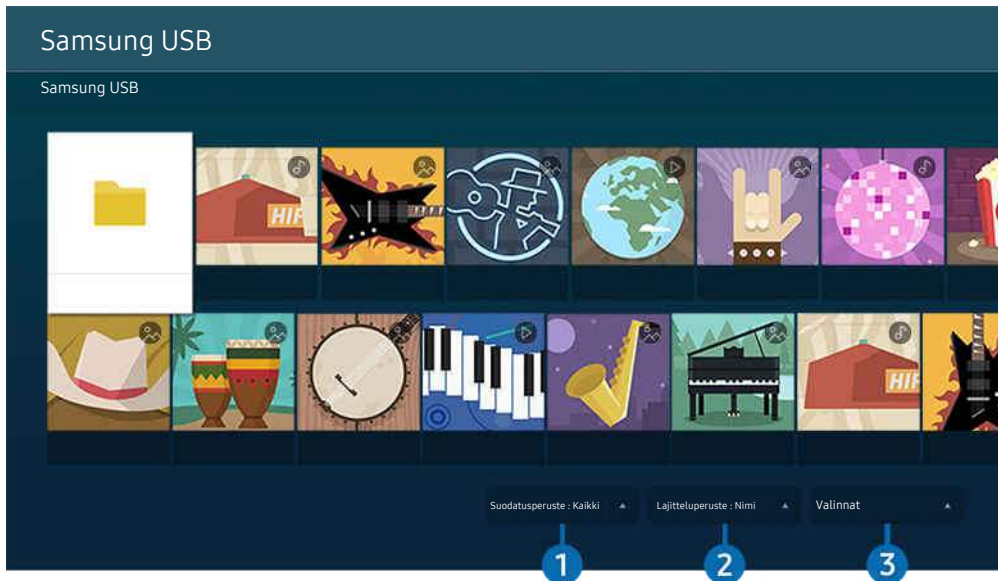 Samsung USB
Samsung USB
HIF
HIF
Suodatusperuste : Kaikki
Lajitteluperuste : Nimi
Valinnat
1
2
3